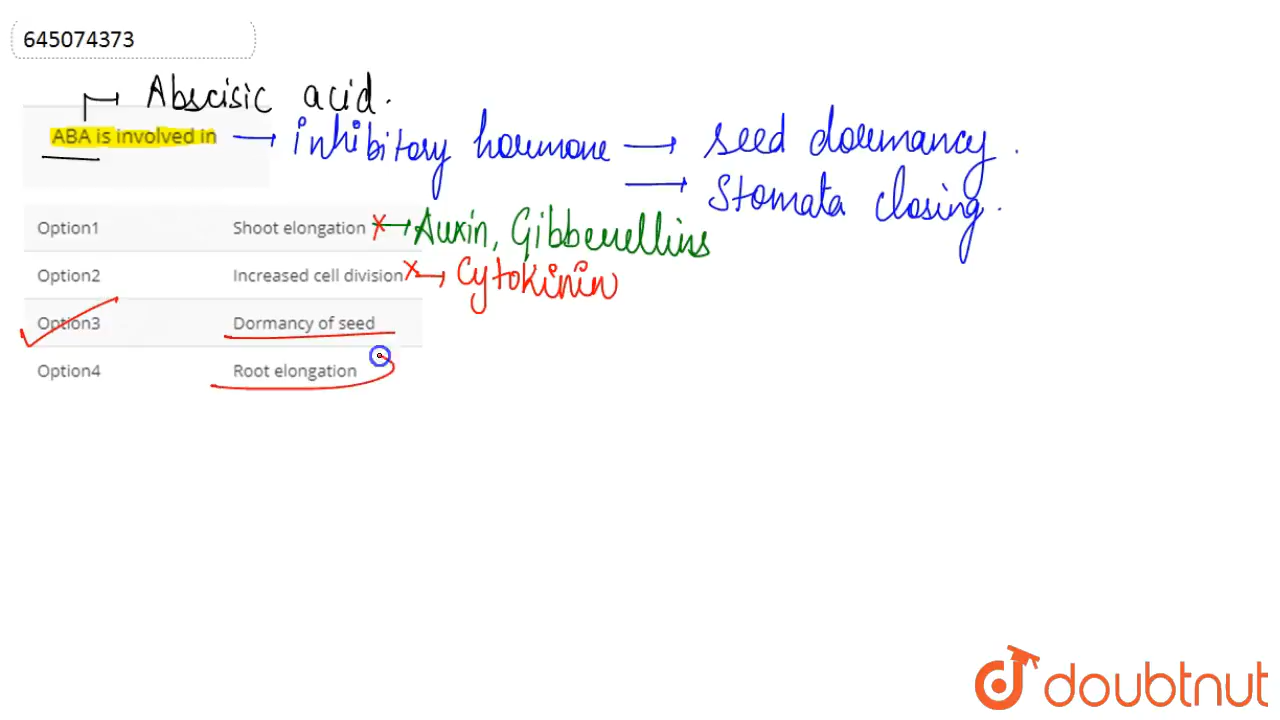 645074373
Abscisic acid.
ABA is involved in → inhibitory hormone → seed dormancy.
→ Stomata closing.
Option1 Shoot elongation × → Auxin, Gibberellins
Option2 Increased cell division × → Cytokinin
Option3 Dormancy of seed
Option4 Root elongation
doubtnut